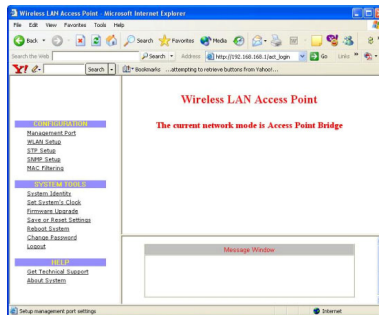 Wireless LAN Access Point - Microsoft Internet Explorer
File Edit View Favorites Tools Help
Back Search Favorites Media
Search the Web Search Address http://192.168.168.1/act_login Go Links
Y! Search Bookmarks ...attempting to retrieve buttons from Yahoo!...
Wireless LAN Access Point
The current network mode is Access Point Bridge
CONFIGURATION
Management Port
WLAN Setup
STP Setup
SNMP Setup
MAC Filtering
SYSTEM TOOLS
System Identity
Set System's Clock
Firmware Upgrade
Save or Reset Settings
Reboot System
Change Password
Logout
HELP
Get Technical Support
About System
Message Window
Setup management port settings Internet